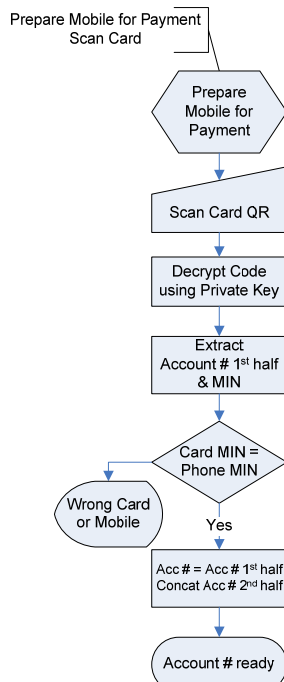 Prepare Mobile for Payment
Scan Card
Prepare
Mobile for
Payment
Scan Card QR
Decrypt Code
using Private Key
Extract
Account # 1st half
& MIN
Card MIN =
Phone MIN
Wrong Card
or Mobile
Yes
Acc # = Acc # 1st half
Concat Acc # 2nd half
Account # ready